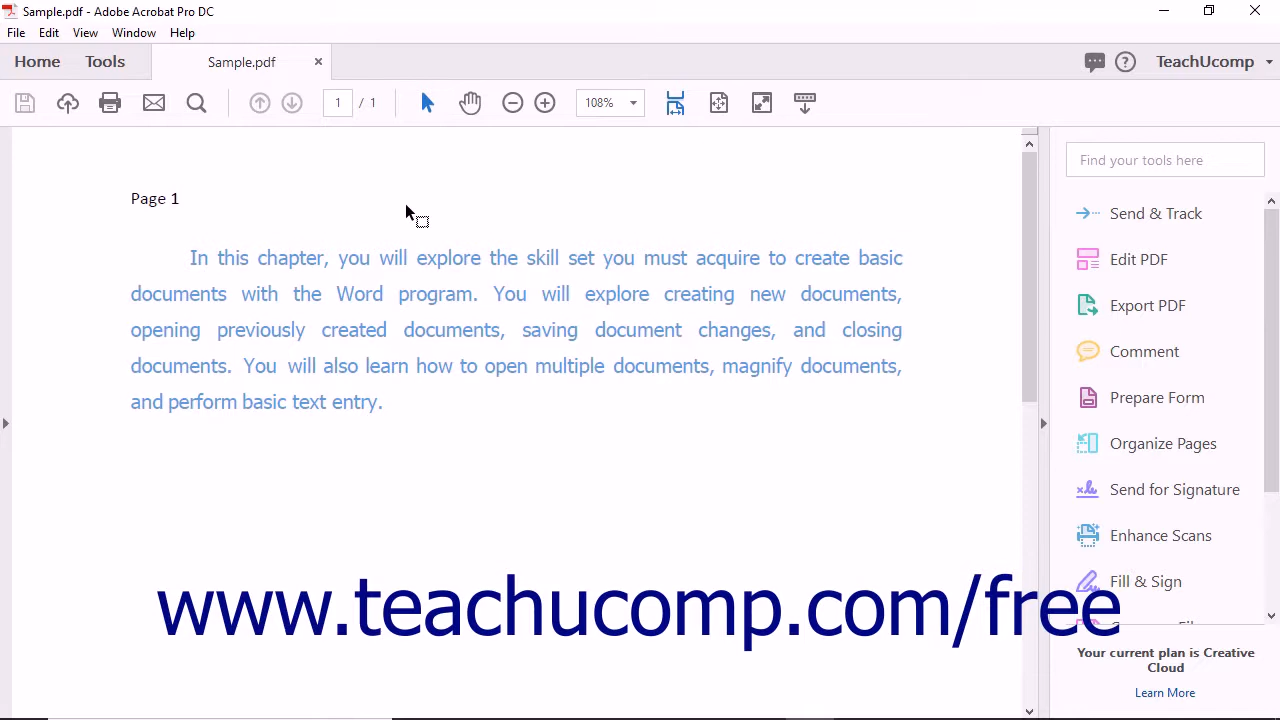 Sample.pdf - Adobe Acrobat Pro DC
File Edit View Window Help
Home Tools Sample.pdf TeachUcomp
1 / 1 108%
Find your tools here
Page 1
Send & Track
In this chapter, you will explore the skill set you must acquire to create basic
documents with the Word program. You will explore creating new documents,
opening previously created documents, saving document changes, and closing
documents. You will also learn how to open multiple documents, magnify documents,
and perform basic text entry.
Edit PDF
Export PDF
Comment
Prepare Form
Organize Pages
Send for Signature
Enhance Scans
Fill & Sign
www.teachucomp.com/free
Your current plan is Creative
Cloud
Learn More